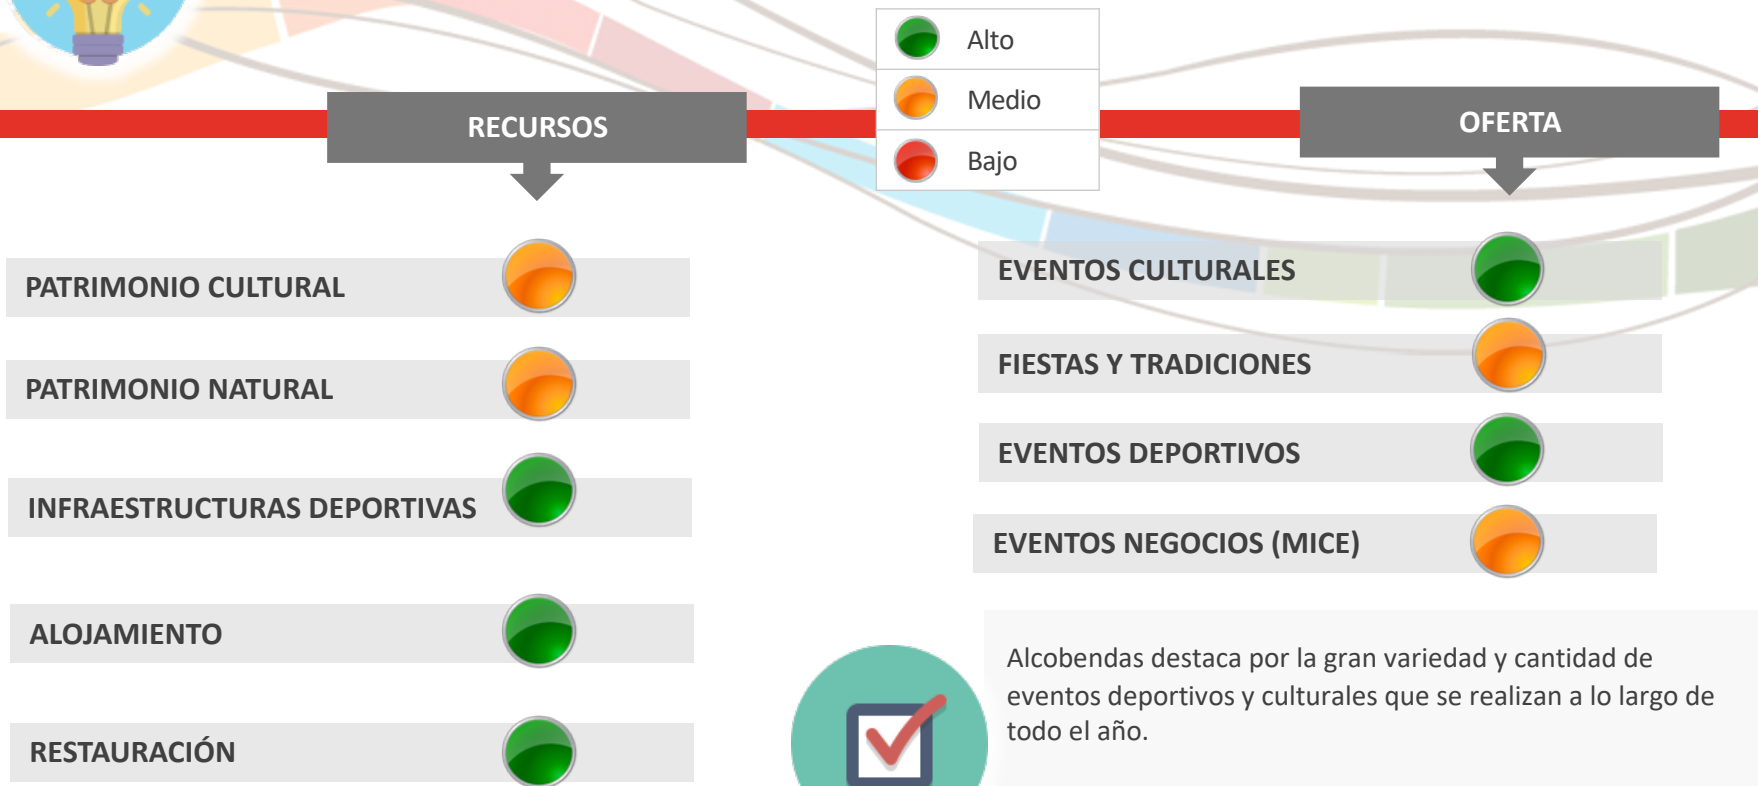 Alto
Medio
Bajo
RECURSOS
PATRIMONIO CULTURAL
PATRIMONIO NATURAL
INFRAESTRUCTURAS DEPORTIVAS
ALOJAMIENTO
RESTAURACIÓN
OFERTA
EVENTOS CULTURALES
FIESTAS Y TRADICIONES
EVENTOS DEPORTIVOS
EVENTOS NEGOCIOS (MICE)
Alcobendas destaca por la gran variedad y cantidad de
eventos deportivos y culturales que se realizan a lo largo de
todo el año.